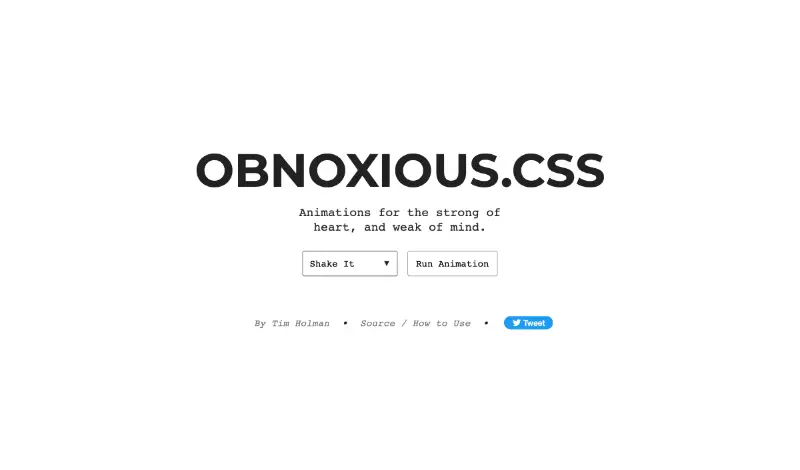 OBNOXIOUS.CSS
Animations for the strong of
heart, and weak of mind.
Shake It ▼ Run Animation
By Tim Holman • Source / How to Use • Tweet